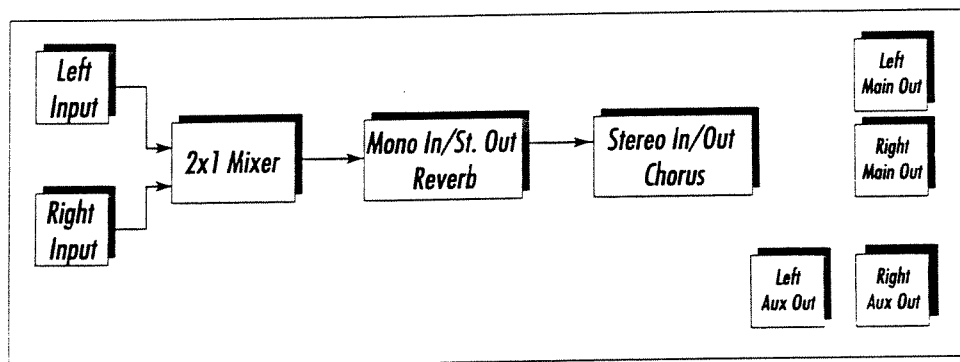 Left
Input
Right
Input
2x1 Mixer
Mono In/St. Out
Reverb
Stereo In/Out
Chorus
Left
Main Out
Right
Main Out
Left
Aux Out
Right
Aux Out